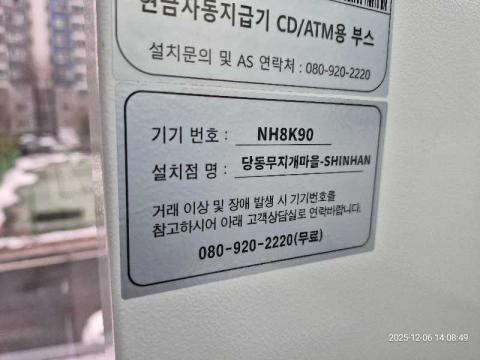 현금자동지급기 CD/ATM용 부스
설치문의 및 AS 연락처 : 080-920-2220
기기 번호 : NH8K90
설치점 명 : 당동무지개마을-SHINHAN
거래 이상 및 장애 발생 시 기기번호를
참고하시어 아래 고객상담실로 연락바랍니다.
080-920-2220(무료)
2025-12-06 14:08:49